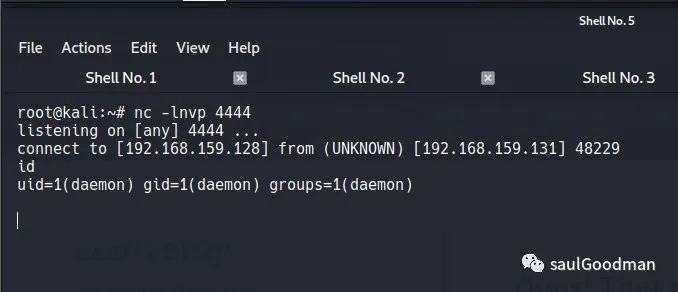 Shell No. 5
File Actions Edit View Help
Shell No. 1 Shell No. 2 Shell No. 3
root@kali:~# nc -lnvp 4444
listening on [any] 4444 ...
connect to [192.168.159.128] from (UNKNOWN) [192.168.159.131] 48229
id
uid=1(daemon) gid=1(daemon) groups=1(daemon)
saulGoodman